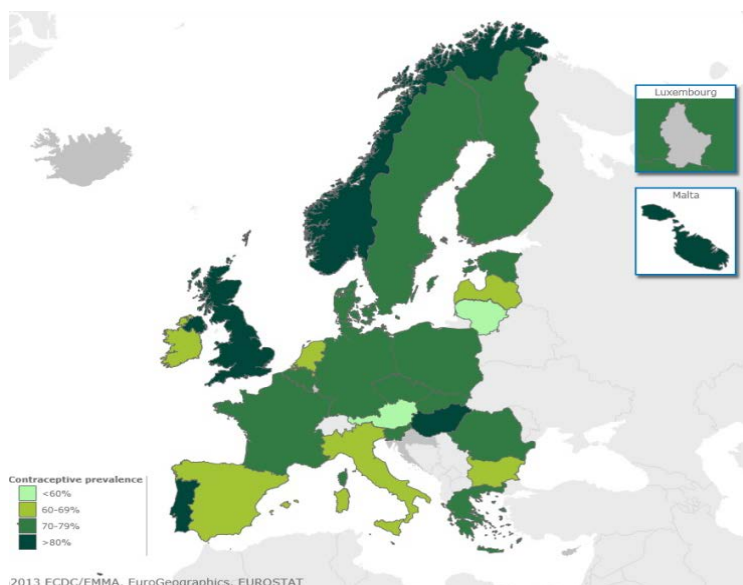 Luxembourg
Malta
Contraceptive prevalence
<60%
60-69%
70-79%
>80%
2013 ECDC/EMMA, EuroGeographics, EUROSTAT